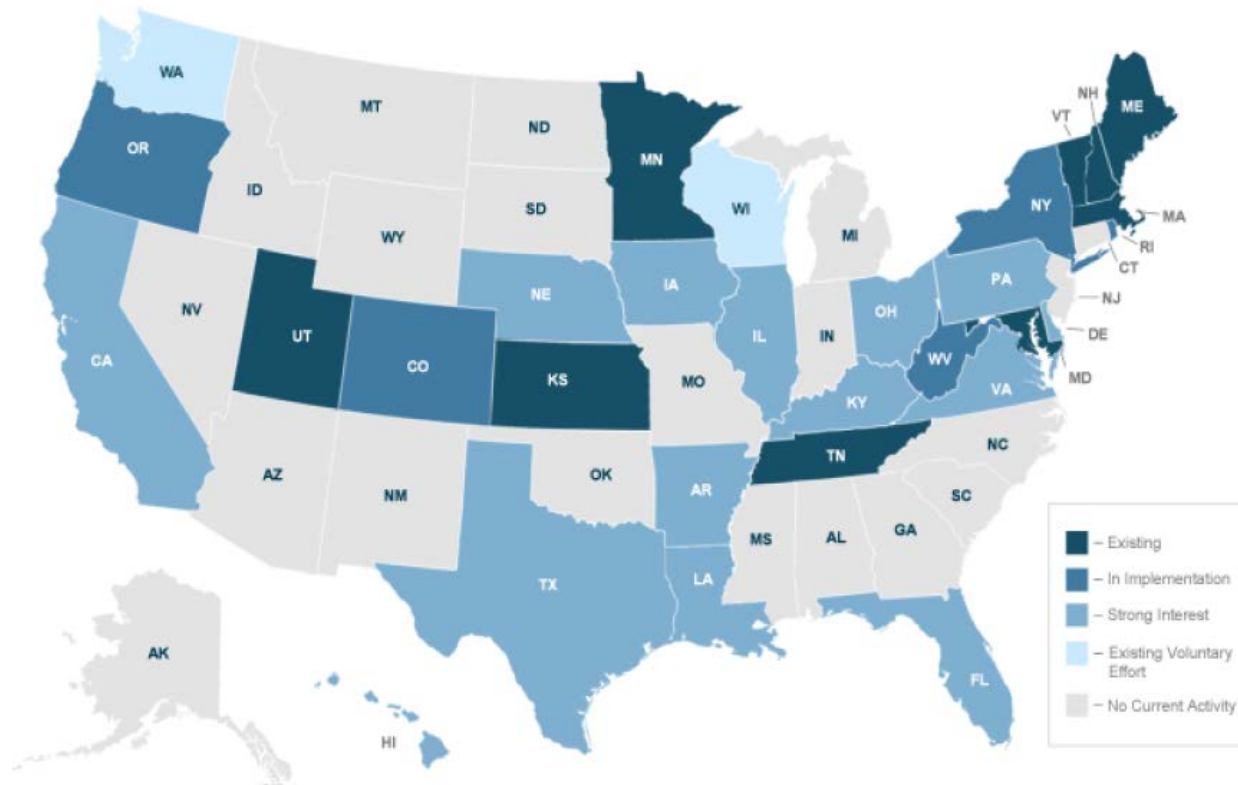 WA
MT
ND
MN
NH
VT
ME
OR
ID
SD
WI
MI
NY
MA
RI
CT
WY
NE
IA
PA
NJ
NV
UT
CO
KS
IL
IN
OH
DE
MD
WV
VA
CA
MO
KY
AZ
NM
OK
TN
NC
AR
SC
MS
AL
GA
TX
LA
FL
AK
HI
– Existing
– In Implementation
– Strong Interest
– Existing Voluntary
Effort
– No Current Activity